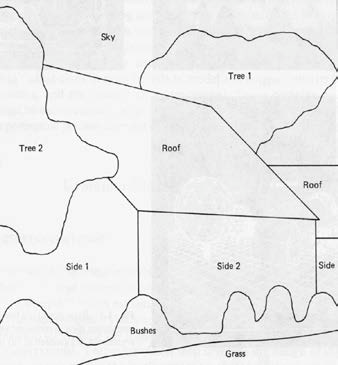 Sky
Tree 1
Tree 2
Roof
Roof
Side 1
Side 2
Side
Bushes
Grass